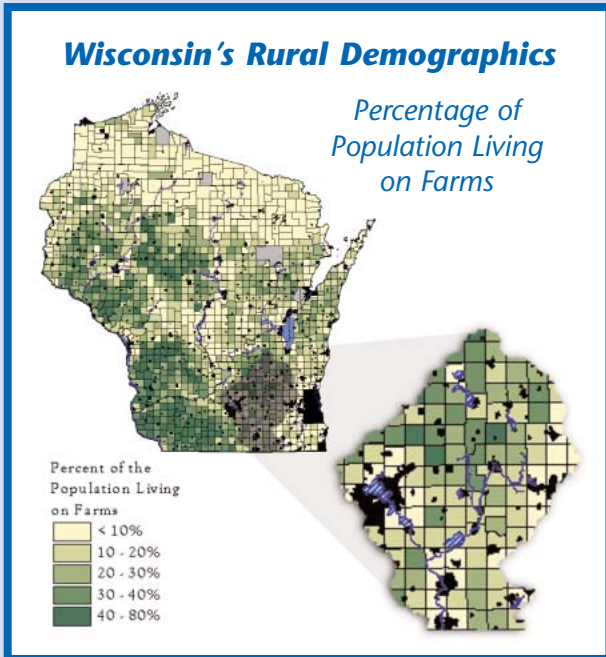 Wisconsin's Rural Demographics
Percentage of
Population Living
on Farms
Percent of the
Population Living
on Farms
< 10%
10 - 20%
20 - 30%
30 - 40%
40 - 80%